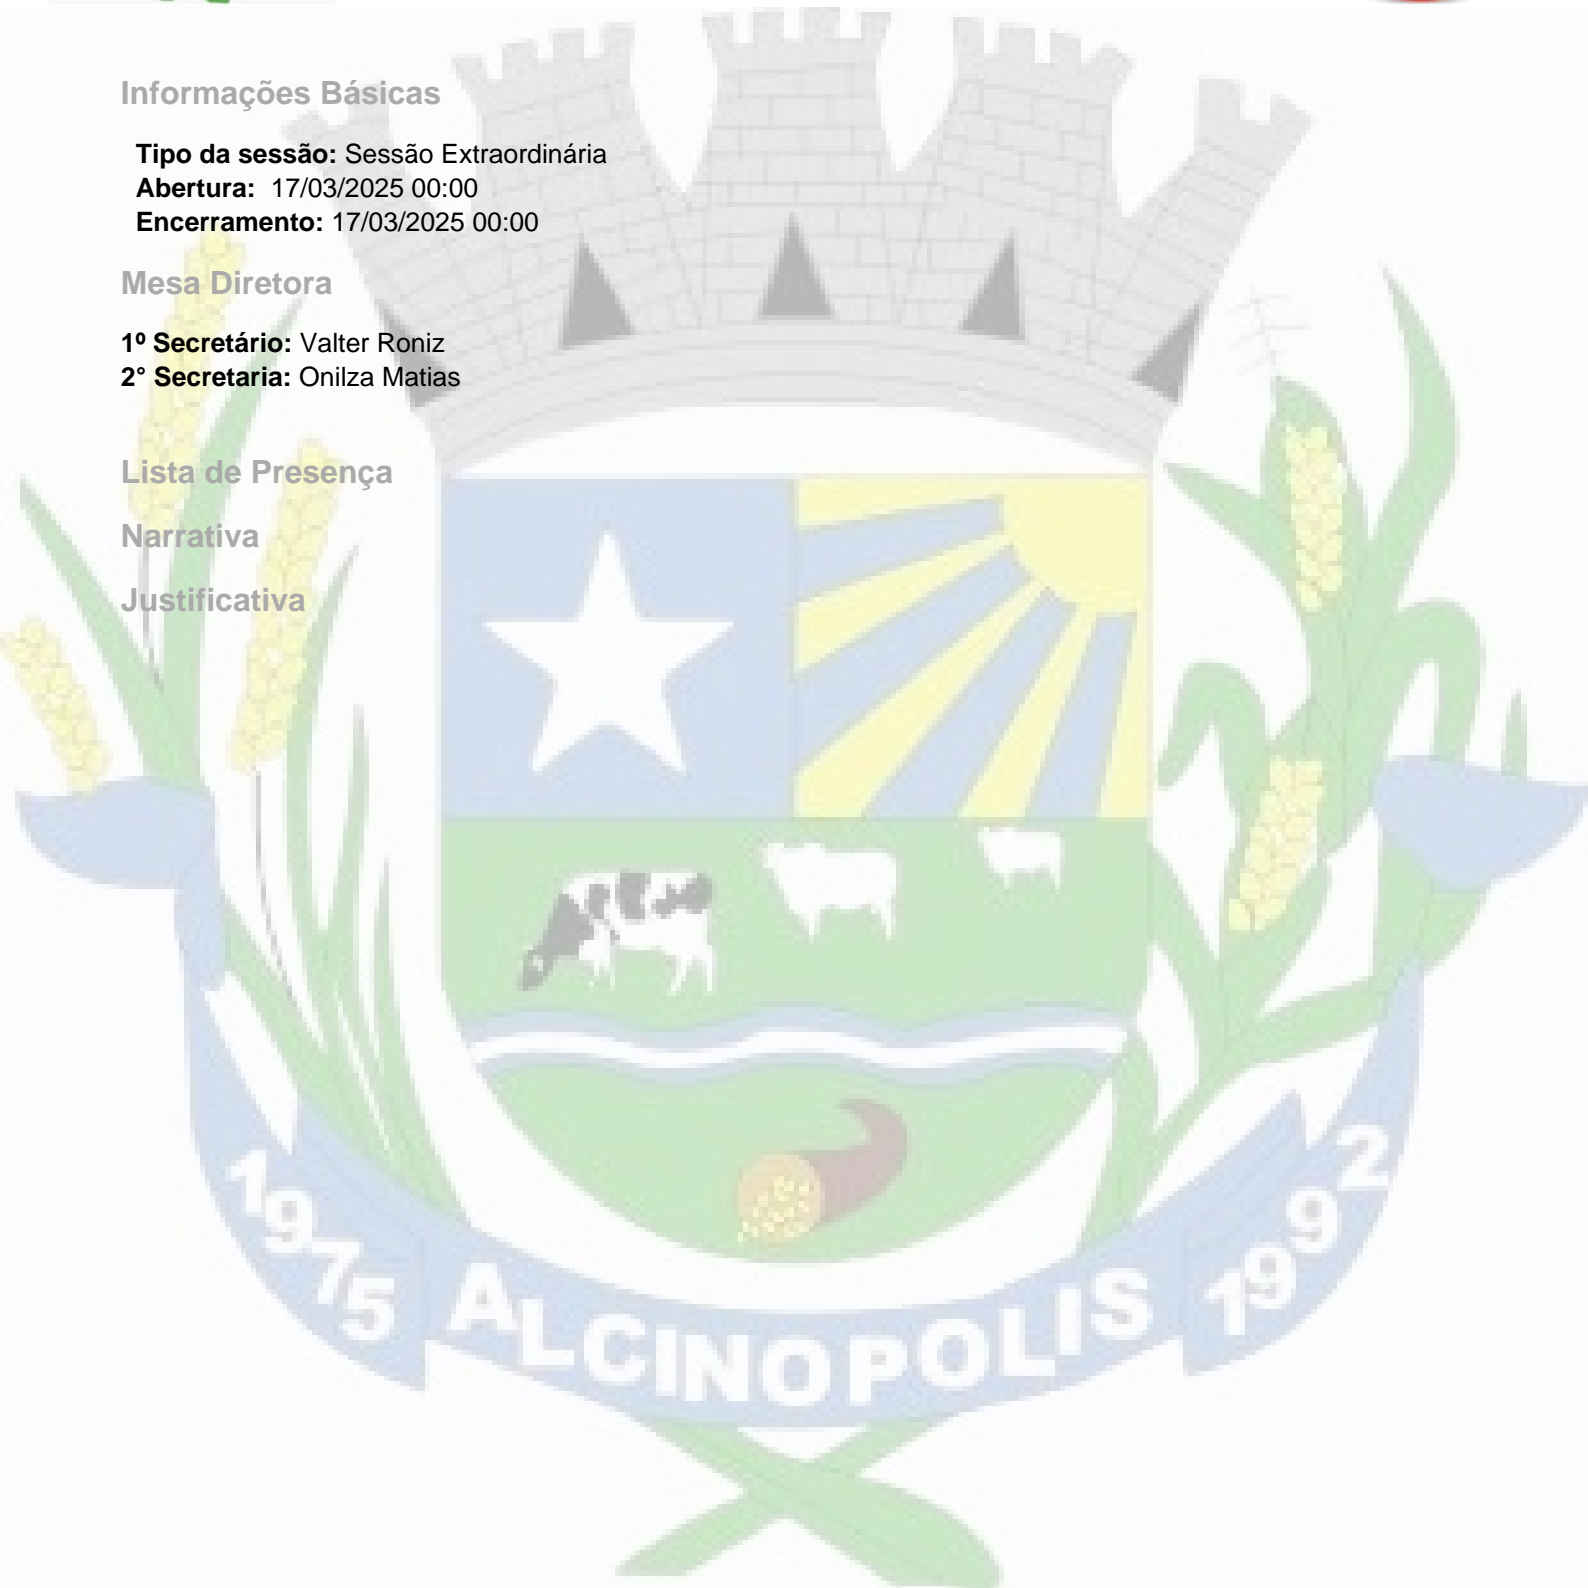 Informações Básicas
Tipo da sessão: Sessão Extraordinária
Abertura: 17/03/2025 00:00
Encerramento: 17/03/2025 00:00
Mesa Diretora
1º Secretário: Valter Roniz
2° Secretaria: Onilza Matias
Lista de Presença
Narrativa
Justificativa
1975 ALCINOPOLIS 1992